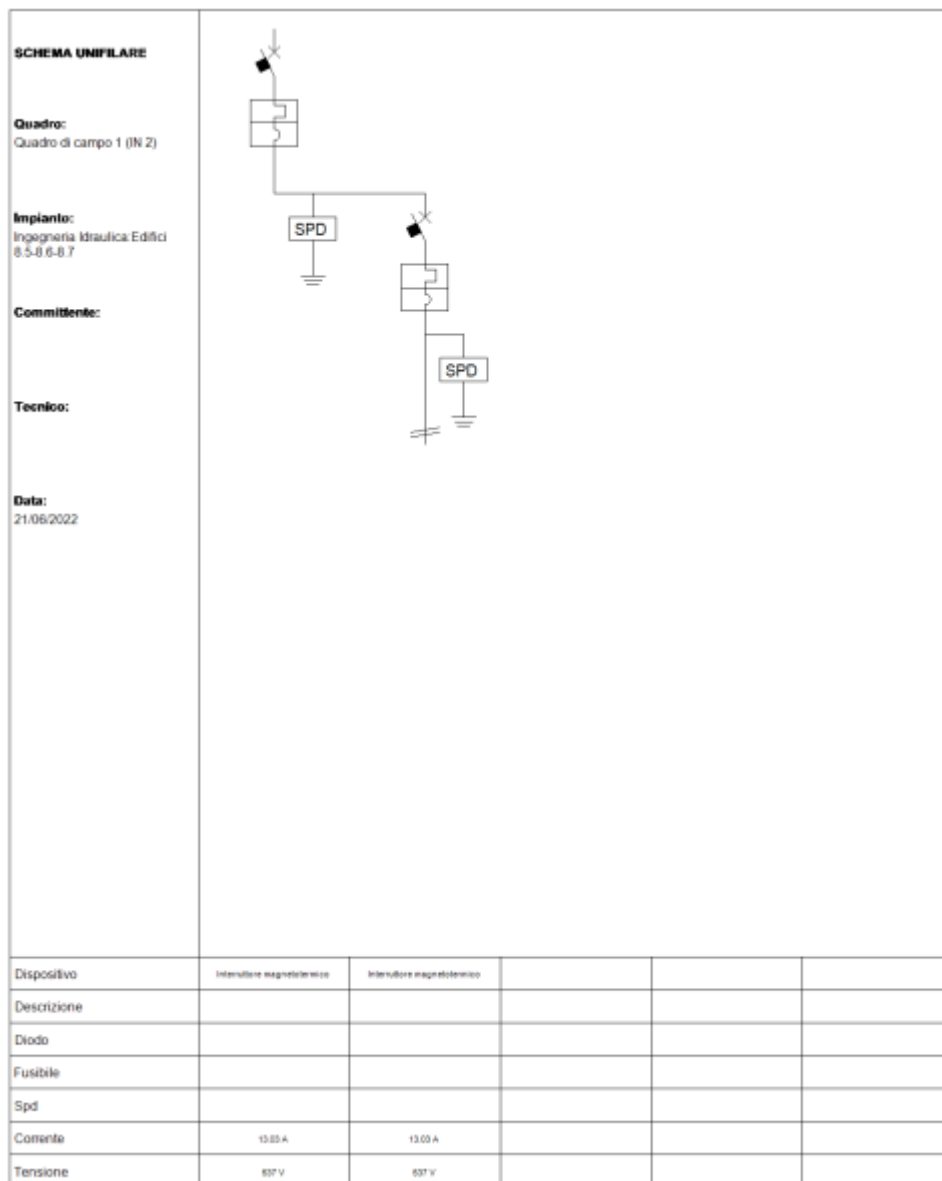 SCHEMA UNIFILARE
Quadro:
Quadro di campo 1 (IN 2)
Impianto:
Ingegneria Idraulica:Edifici
8.5-8.6-8.7
Committente:
Tecnico:
Data:
21/06/2022
SPD
SPD
Dispositivo Interruttore magnetotermico Interruttore magnetotermico
Descrizione
Diodo
Fusibile
Spd
Corrente 13.03 A 13.03 A
Tensione 637 V 637 V